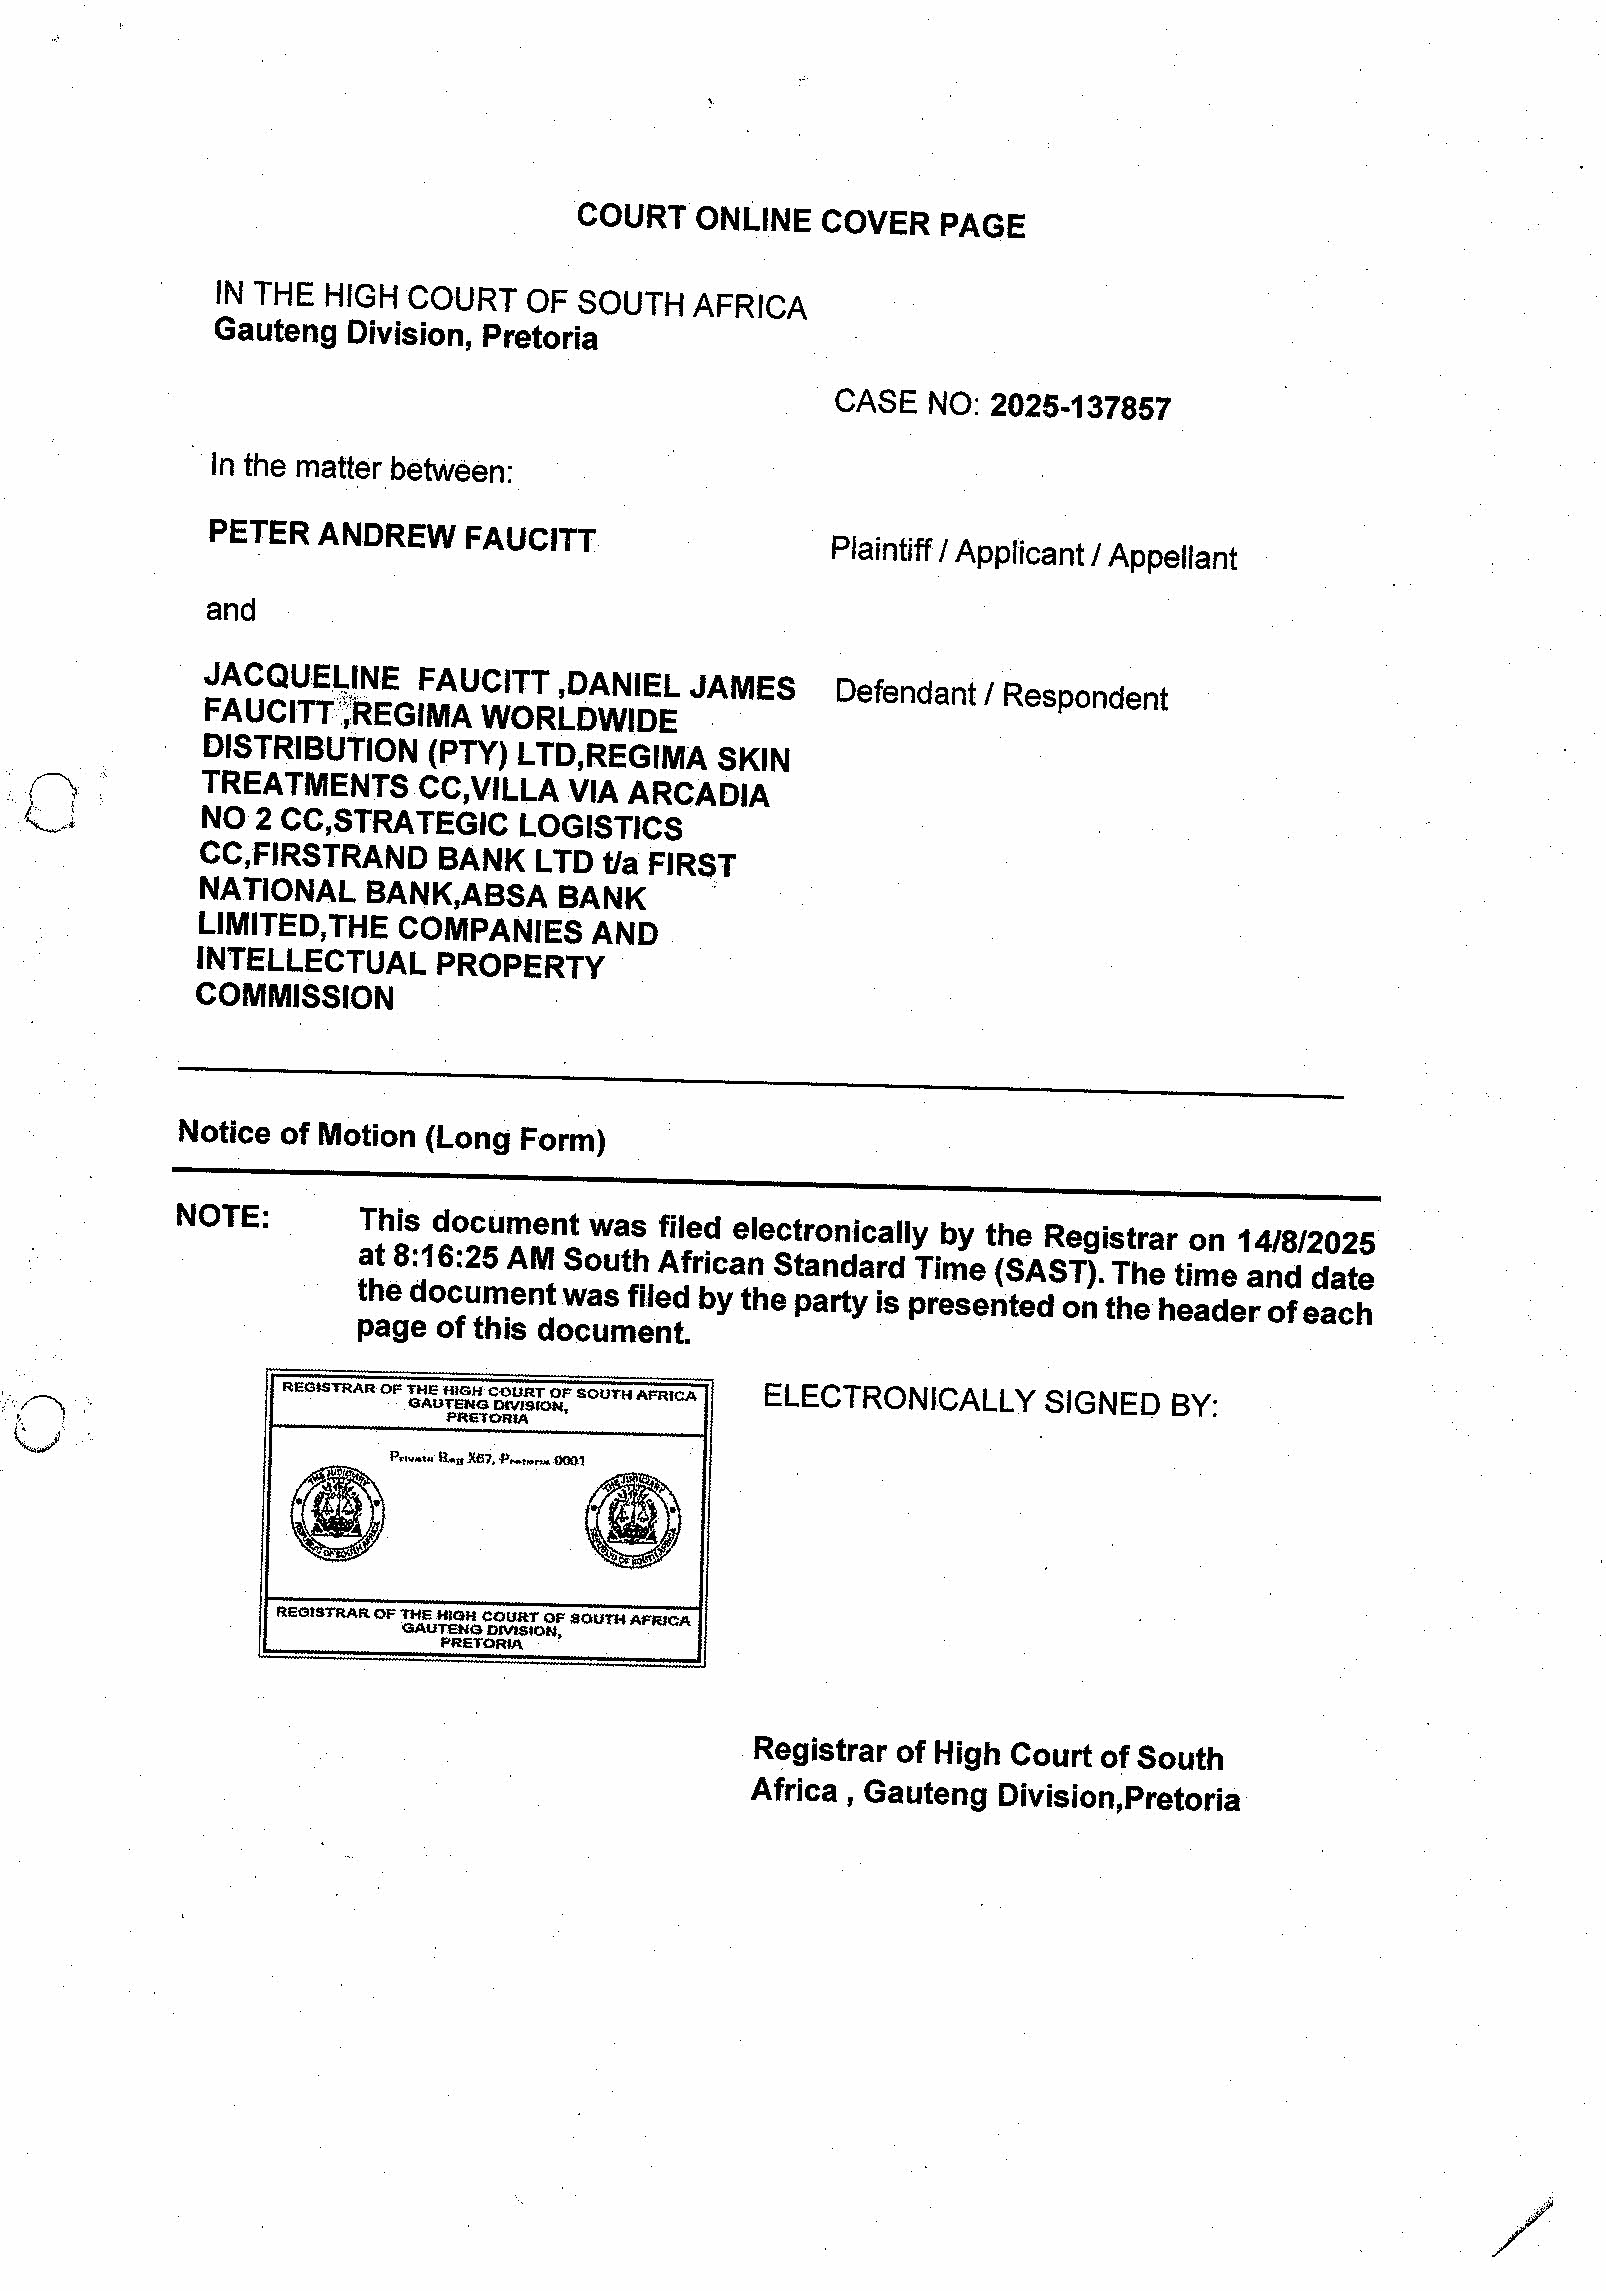 COURT ONLINE COVER PAGE
IN THE HIGH COURT OF SOUTH AFRICA
Gauteng Division, Pretoria
CASE NO: 2025-137857
In the matter between:
PETER ANDREW FAUCITT
Plaintiff / Applicant / Appellant
and
JACQUELINE FAUCITT ,DANIEL JAMES
Defendant / Respondent
FAUCITT ,REGIMA WORLDWIDE
DISTRIBUTION (PTY) LTD,REGIMA SKIN
TREATMENTS CC,VILLA VIA ARCADIA
NO 2 CC,STRATEGIC LOGISTICS
CC,FIRSTRAND BANK LTD t/a FIRST
NATIONAL BANK,ABSA BANK
LIMITED,THE COMPANIES AND
INTELLECTUAL PROPERTY
COMMISSION
Notice of Motion (Long Form)
NOTE: This document was filed electronically by the Registrar on 14/8/2025
at 8:16:25 AM South African Standard Time (SAST). The time and date
the document was filed by the party is presented on the header of each
page of this document.
REGISTRAR OF THE HIGH COURT OF SOUTH AFRICA
GAUTENG DIVISION,
PRETORIA
Private Bag X67, Pretoria 0001
THE JUDICIARY
REPUBLIC OF SOUTH AFRICA
THE JUDICIARY
REPUBLIC OF SOUTH AFRICA
REGISTRAR OF THE HIGH COURT OF SOUTH AFRICA
GAUTENG DIVISION,
PRETORIA
ELECTRONICALLY SIGNED BY:
Registrar of High Court of South
Africa , Gauteng Division,Pretoria